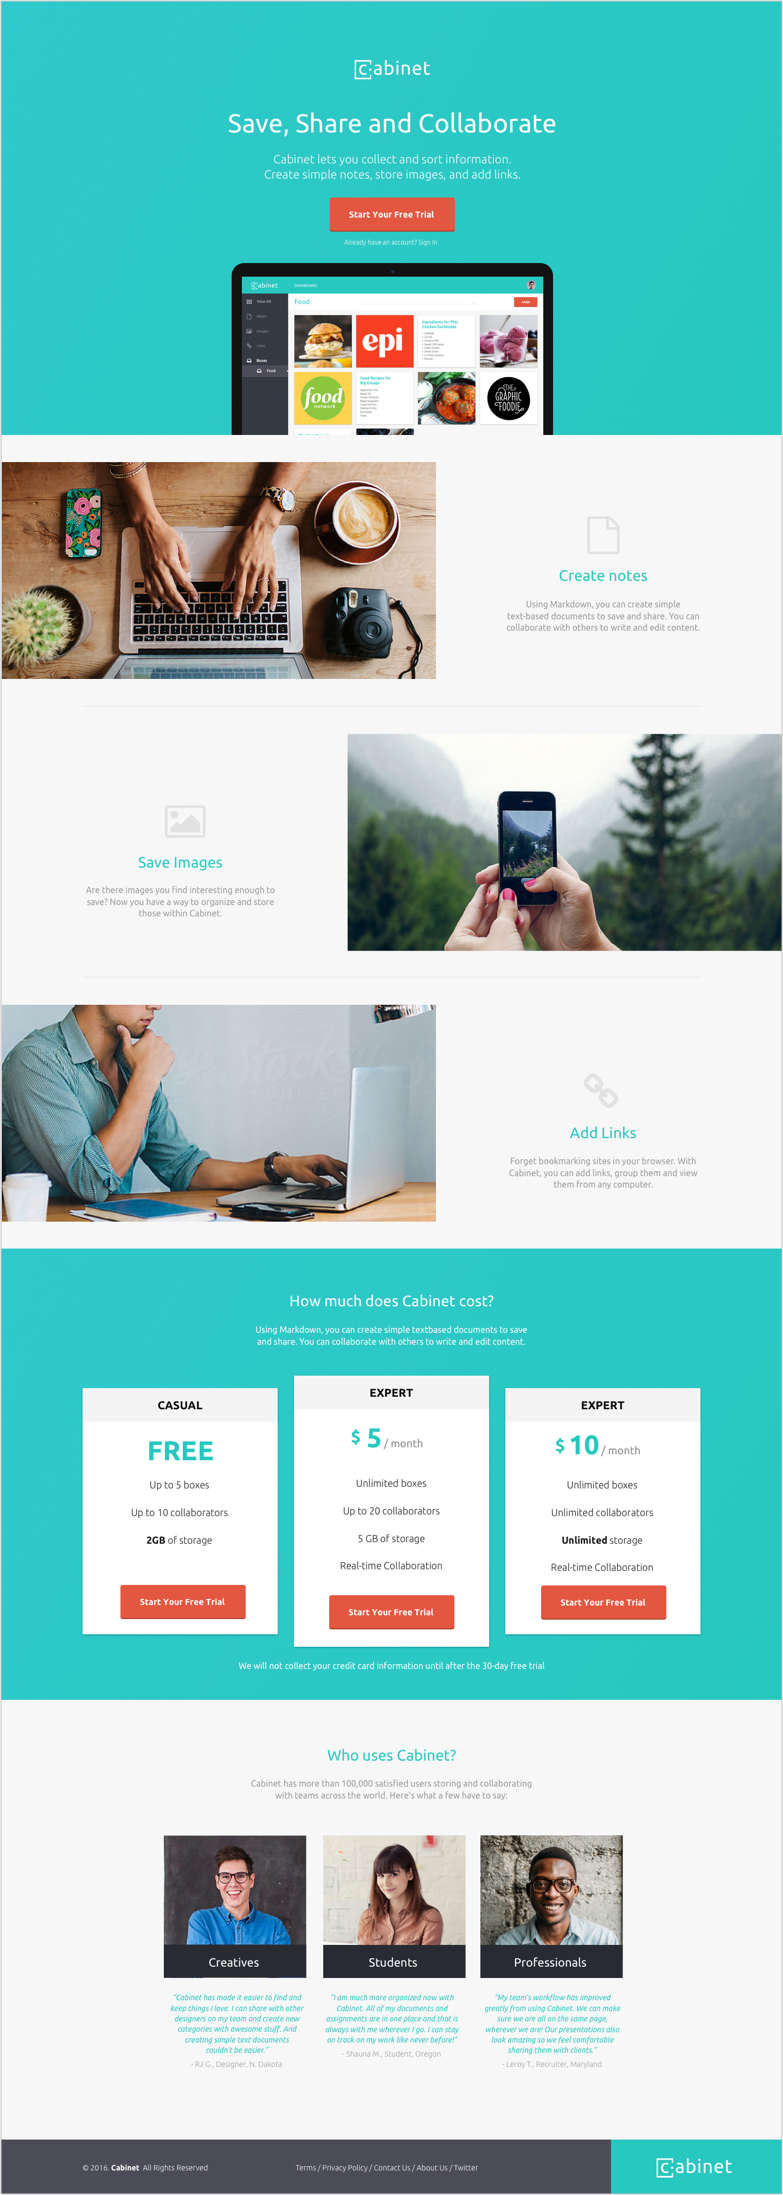 cabinet
Save, Share and Collaborate
Cabinet lets you collect and sort information.
Create simple notes, store images, and add links.
Start Your Free Trial
Already have an account? Sign In
cabinet
DASHBOARD
View All
Food
Notes
Images
Links
Boxes
Food
epi
Ingredients For Thai
Chicken Enchiladas
food
NETWORK
Good Recipes for
Big Groups
THE
GRAPHIC
FOODIE
Create notes
Using Markdown, you can create simple
text-based documents to save and share. You can
collaborate with others to write and edit content.
Save Images
Are there images you find interesting enough to
save? Now you have a way to organize and store
those within Cabinet.
Add Links
Forget bookmarking sites in your browser. With
Cabinet, you can add links, group them and view
them from any computer.
How much does Cabinet cost?
Using Markdown, you can create simple textbased documents to save
and share. You can collaborate with others to write and edit content.
CASUAL
FREE
Up to 5 boxes
Up to 10 collaborators
2GB of storage
Start Your Free Trial
EXPERT
$ 5 / month
Unlimited boxes
Up to 20 collaborators
5 GB of storage
Real-time Collaboration
Start Your Free Trial
EXPERT
$ 10 / month
Unlimited boxes
Unlimited collaborators
Unlimited storage
Real-time Collaboration
Start Your Free Trial
We will not collect your credit card information until after the 30-day free trial
Who uses Cabinet?
Cabinet has more than 100,000 satisfied users storing and collaborating
with teams across the world. Here's what a few have to say:
Creatives
"Cabinet has made it easier to find and
keep things I love. I can share with other
designers on my team and create new
categories with awesome stuff. And
creating simple text documents
couldn't be easier."
- RJ G., Designer, N. Dakota
Students
"I am much more organized now with
Cabinet. All of my documents and
assignments are in one place and that is
always with me wherever I go. I can stay
on track on my work like never before!"
- Shauna M., Student, Oregon
Professionals
"My team's workflow has improved
greatly from using Cabinet. We can make
sure we are all on the same page,
wherever we are! Our presentations also
look amazing so we feel comfortable
sharing them with clients."
- Leroy T., Recruiter, Maryland
© 2016. Cabinet All Rights Reserved
Terms / Privacy Policy / Contact Us / About Us / Twitter
cabinet